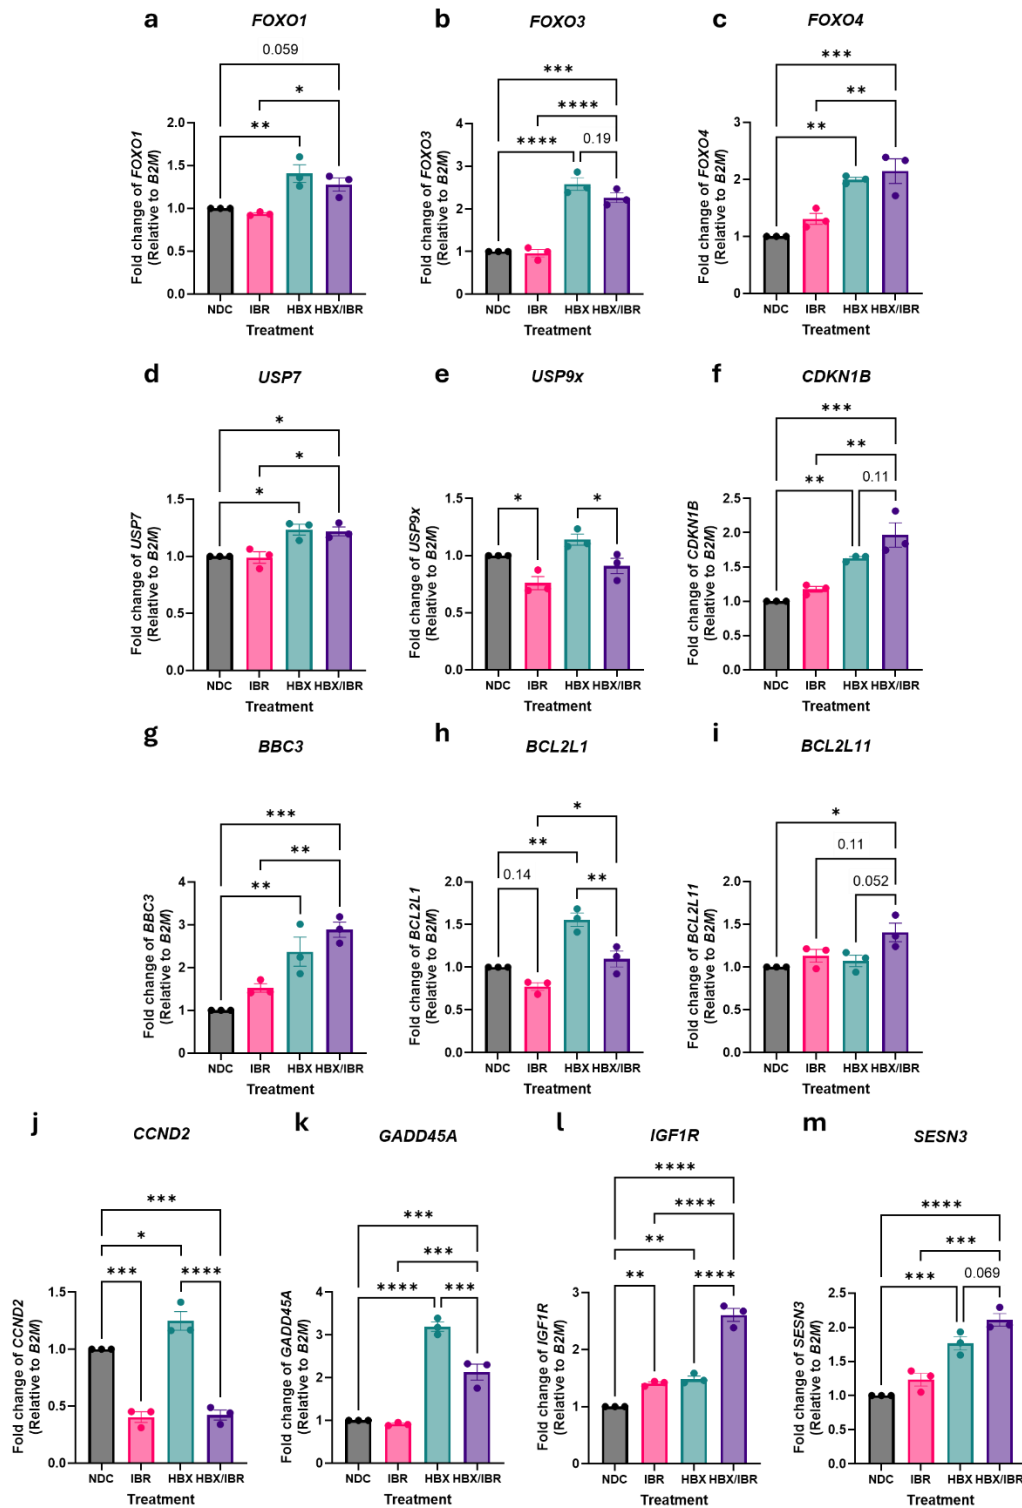 a FOXO1
0.059
*
**
Fold change of FOXO1
(Relative to B2M)
2.0
1.5
1.0
0.5
0.0
NDC IBR HBX HBX/IBR
Treatment
b FOXO3
***
****
0.19
****
Fold change of FOXO3
(Relative to B2M)
4
3
2
1
0
NDC IBR HBX HBX/IBR
Treatment
c FOXO4
***
**
**
Fold change of FOXO4
(Relative to B2M)
3
2
1
0
NDC IBR HBX HBX/IBR
Treatment
d USP7
*
*
*
Fold change of USP7
(Relative to B2M)
1.5
1.0
0.5
0.0
NDC IBR HBX HBX/IBR
Treatment
e USP9x
*
*
Fold change of USP9x
(Relative to B2M)
1.5
1.0
0.5
0.0
NDC IBR HBX HBX/IBR
Treatment
f CDKN1B
***
**
0.11
**
Fold change of CDKN1B
(Relative to B2M)
2.5
2.0
1.5
1.0
0.5
0.0
NDC IBR HBX HBX/IBR
Treatment
g BBC3
***
**
**
Fold change of BBC3
(Relative to B2M)
4
3
2
1
0
NDC IBR HBX HBX/IBR
Treatment
h BCL2L1
*
**
0.14
**
Fold change of BCL2L1
(Relative to B2M)
2.0
1.5
1.0
0.5
0.0
NDC IBR HBX HBX/IBR
Treatment
i BCL2L11
*
0.11
0.052
Fold change of BCL2L11
(Relative to B2M)
2.0
1.5
1.0
0.5
0.0
NDC IBR HBX HBX/IBR
Treatment
j CCND2
***
*
***
****
Fold change of CCND2
(Relative to B2M)
1.5
1.0
0.5
0.0
NDC IBR HBX HBX/IBR
Treatment
k GADD45A
***
***
****
***
Fold change of GADD45A
(Relative to B2M)
4
3
2
1
0
NDC IBR HBX HBX/IBR
Treatment
l IGF1R
****
****
**
**
****
Fold change of IGF1R
(Relative to B2M)
3
2
1
0
NDC IBR HBX HBX/IBR
Treatment
m SESN3
****
***
0.069
***
Fold change of SESN3
(Relative to B2M)
2.5
2.0
1.5
1.0
0.5
0.0
NDC IBR HBX HBX/IBR
Treatment